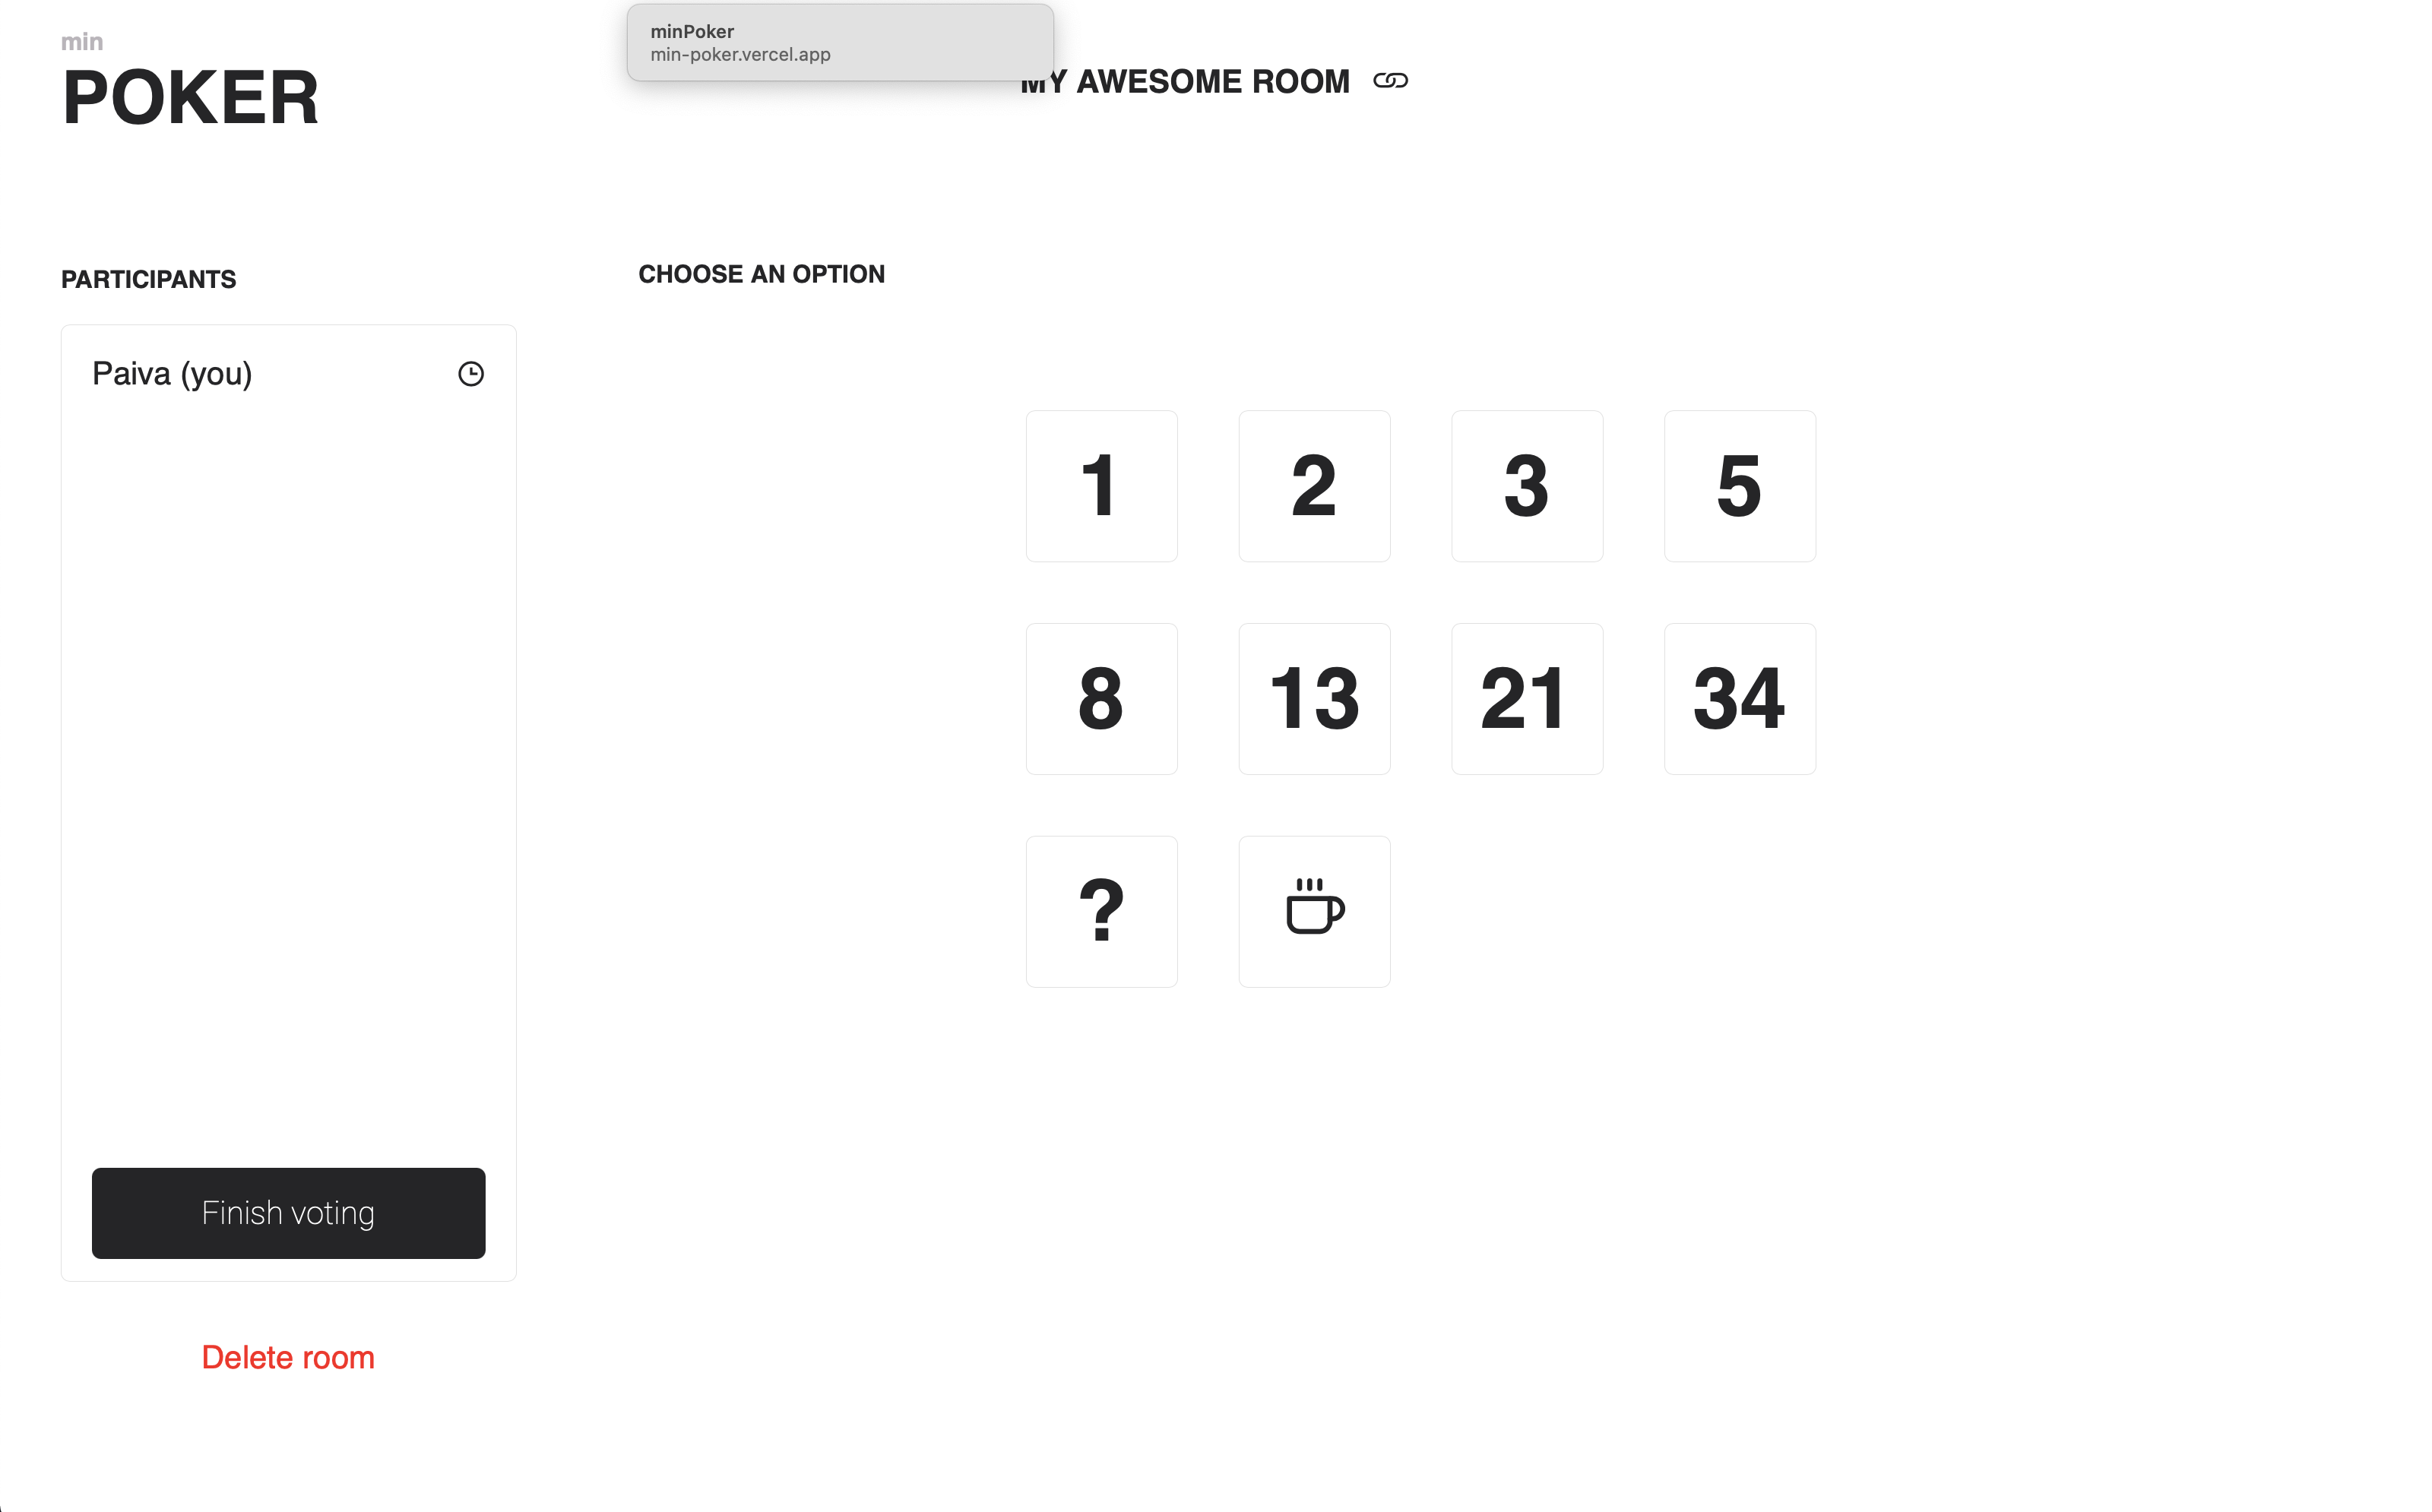 min
POKER
minPoker
min-poker.vercel.app
MY AWESOME ROOM
PARTICIPANTS
Paiva (you)
Finish voting
Delete room
CHOOSE AN OPTION
1 2 3 5
8 13 21 34
?